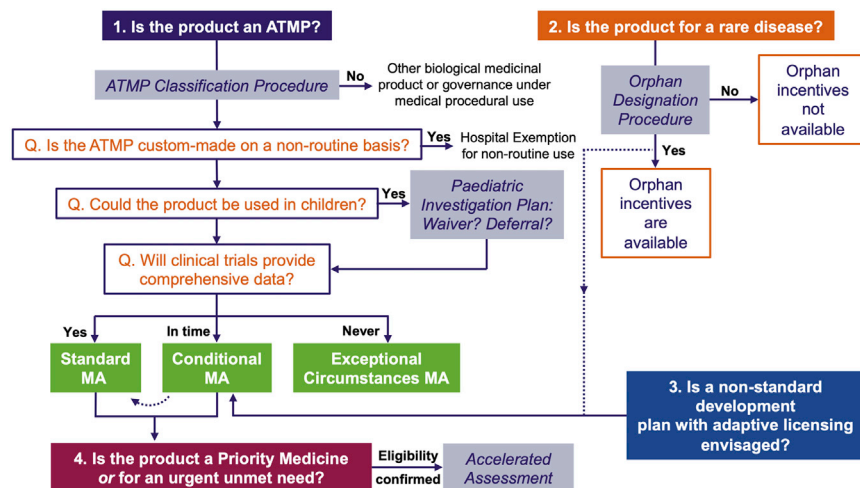 1. Is the product an ATMP?
2. Is the product for a rare disease?
ATMP Classification Procedure
No
Other biological medicinal
product or governance under
medical procedural use
Orphan
Designation
Procedure
No
Orphan
incentives
not
available
Q. Is the ATMP custom-made on a non-routine basis?
Yes
Hospital Exemption
for non-routine use
Yes
Orphan
incentives
are
available
Q. Could the product be used in children?
Yes
Paediatric
Investigation Plan:
Waiver? Deferral?
Q. Will clinical trials provide
comprehensive data?
Yes
In time
Never
Standard
MA
Conditional
MA
Exceptional
Circumstances MA
3. Is a non-standard
development
plan with adaptive licensing
envisaged?
4. Is the product a Priority Medicine
or for an urgent unmet need?
Eligibility
confirmed
Accelerated
Assessment